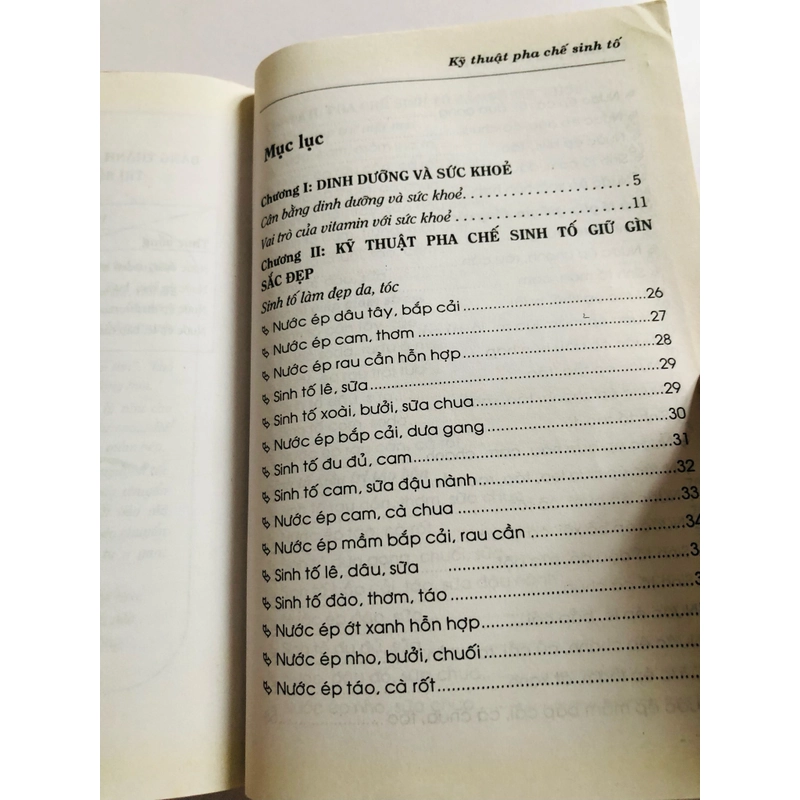 Kỹ thuật pha chế sinh tố
Mục lục
Chương I: DINH DƯỠNG VÀ SỨC KHOẺ
Cân bằng dinh dưỡng và sức khoẻ. . . . . . . . . . . . . . . . . . . . . 5
Vai trò của vitamin với sức khoẻ . . . . . . . . . . . . . . . . . . . . . 11
Chương II: KỸ THUẬT PHA CHẾ SINH TỐ GIỮ GÌN
SẮC ĐẸP
Sinh tố làm đẹp da, tóc
Nước ép dâu tây, bắp cải ........................................26
Nước ép cam, thơm ........................................27
Nước ép rau cần hỗn hợp ........................................28
Sinh tố lê, sữa ........................................29
Sinh tố xoài, bưởi, sữa chua ........................................29
Nước ép bắp cải, dưa gang ........................................30
Sinh tố đu đủ, cam ........................................31
Sinh tố cam, sữa đậu nành ........................................32
Nước ép cam, cà chua ........................................33
Nước ép mầm bắp cải, rau cần ........................................34
Sinh tố lê, dâu, sữa ........................................3
Sinh tố đào, thơm, táo ........................................3
Nước ép ớt xanh hỗn hợp ........................................
Nước ép nho, bưởi, chuối ........................................
Nước ép táo, cà rốt ........................................